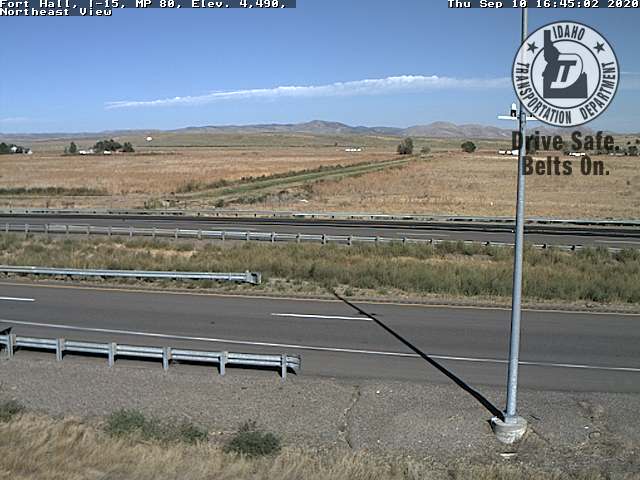 Fort Hall, I-15, MP 80, Elev. 4,490, Thu Sep 10 16:45:02 2020
Northeast View
IDAHO
TRANSPORTATION DEPARTMENT
Drive Safe.
Belts On.